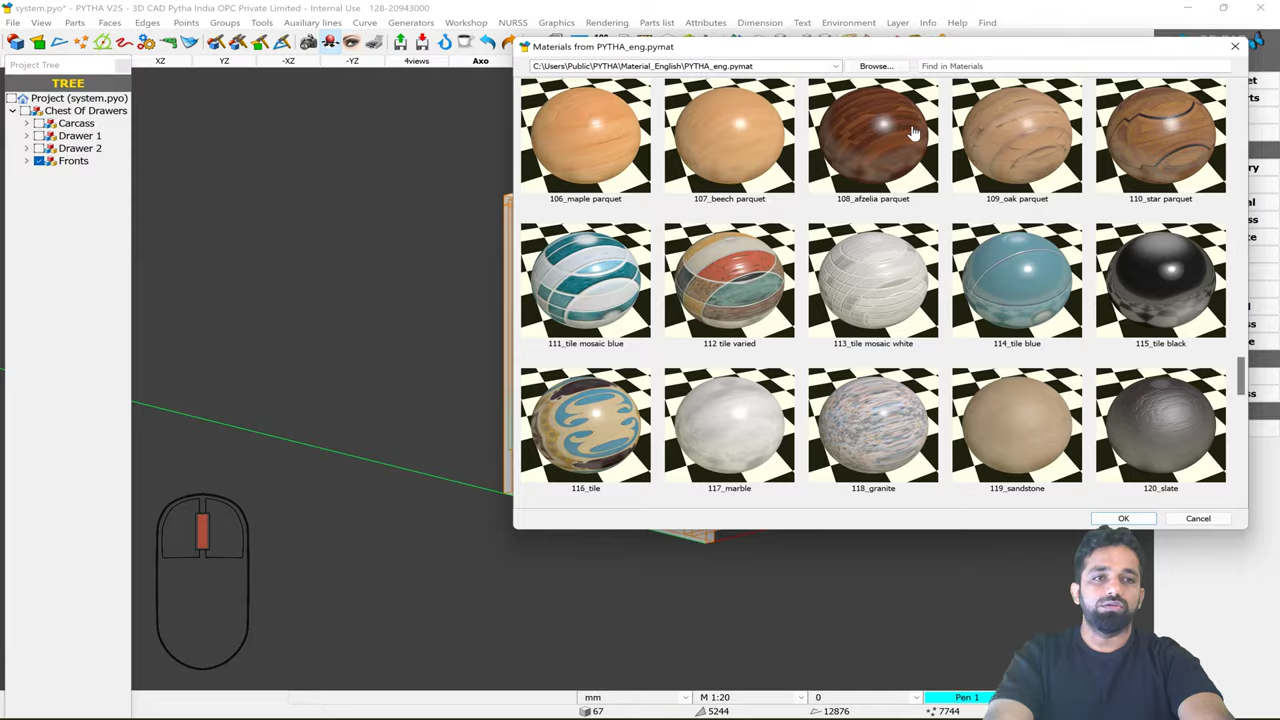 system.pyo* - PYTHA V25 - 3D CAD Pytha India OPC Private Limited - Internal Use 128-20943000
File View Parts Faces Edges Points Groups Tools Auxiliary lines Curve Generators Workshop NURSS Graphics Rendering Parts list Attributes Dimension Text Environment Layer Info Find
Project Tree
XZ YZ -XZ -YZ 4views Axo
TREE
Project (system.pyo)
Chest Of Drawers
Carcass
Drawer 1
Drawer 2
Fronts
Materials from PYTHA_eng.pymat
C:\Users\Public\PYTHA\Material_English\PYTHA_eng.pymat Browse... Find in Materials
106_maple parquet 107_beech parquet 108_afzelia parquet 109_oak parquet 110_star parquet
111_tile mosaic blue 112 tile varied 113_tile mosaic white 114_tile blue 115_tile black
116_tile 117_marble 118_granite 119_sandstone 120_slate
OK Cancel
mm M 1:20 0 Pen 1
67 5244 12876 7744